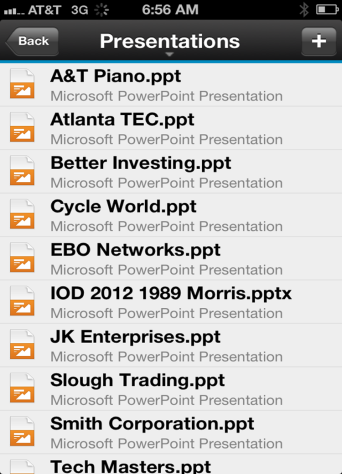 AT&T 3G 6:56 AM
Back Presentations +
A&T Piano.ppt
Microsoft PowerPoint Presentation
Atlanta TEC.ppt
Microsoft PowerPoint Presentation
Better Investing.ppt
Microsoft PowerPoint Presentation
Cycle World.ppt
Microsoft PowerPoint Presentation
EBO Networks.ppt
Microsoft PowerPoint Presentation
IOD 2012 1989 Morris.pptx
Microsoft PowerPoint Presentation
JK Enterprises.ppt
Microsoft PowerPoint Presentation
Slough Trading.ppt
Microsoft PowerPoint Presentation
Smith Corporation.ppt
Microsoft PowerPoint Presentation
Tech Masters.ppt